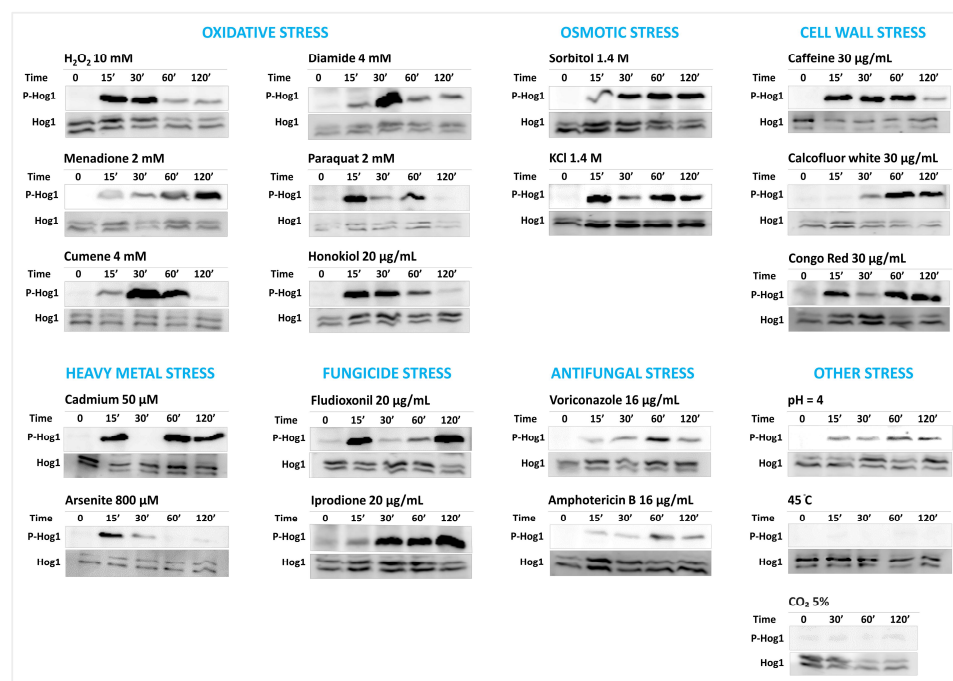 OXIDATIVE STRESS
H₂O₂ 10 mM
Time 0 15’ 30’ 60’ 120’
P-Hog1
Hog1
Diamide 4 mM
Time 0 15’ 30’ 60’ 120’
P-Hog1
Hog1
Menadione 2 mM
Time 0 15’ 30’ 60’ 120’
P-Hog1
Hog1
Paraquat 2 mM
Time 0 15’ 30’ 60’ 120’
P-Hog1
Hog1
Cumene 4 mM
Time 0 15’ 30’ 60’ 120’
P-Hog1
Hog1
Honokiol 20 µg/mL
Time 0 15’ 30’ 60’ 120’
P-Hog1
Hog1
OSMOTIC STRESS
Sorbitol 1.4 M
Time 0 15’ 30’ 60’ 120’
P-Hog1
Hog1
KCl 1.4 M
Time 0 15’ 30’ 60’ 120’
P-Hog1
Hog1
CELL WALL STRESS
Caffeine 30 µg/mL
Time 0 15’ 30’ 60’ 120’
P-Hog1
Hog1
Calcofluor white 30 µg/mL
Time 0 15’ 30’ 60’ 120’
P-Hog1
Hog1
Congo Red 30 µg/mL
Time 0 15’ 30’ 60’ 120’
P-Hog1
Hog1
HEAVY METAL STRESS
Cadmium 50 µM
Time 0 15’ 30’ 60’ 120’
P-Hog1
Hog1
Arsenite 800 µM
Time 0 15’ 30’ 60’ 120’
P-Hog1
Hog1
FUNGICIDE STRESS
Fludioxonil 20 µg/mL
Time 0 15’ 30’ 60’ 120’
P-Hog1
Hog1
Iprodione 20 µg/mL
Time 0 15’ 30’ 60’ 120’
P-Hog1
Hog1
ANTIFUNGAL STRESS
Voriconazole 16 µg/mL
Time 0 15’ 30’ 60’ 120’
P-Hog1
Hog1
Amphotericin B 16 µg/mL
Time 0 15’ 30’ 60’ 120’
P-Hog1
Hog1
OTHER STRESS
pH = 4
Time 0 15’ 30’ 60’ 120’
P-Hog1
Hog1
45 ̊C
Time 0 15’ 30’ 60’ 120’
P-Hog1
Hog1
CO₂ 5%
Time 0 30’ 60’ 120’
P-Hog1
Hog1